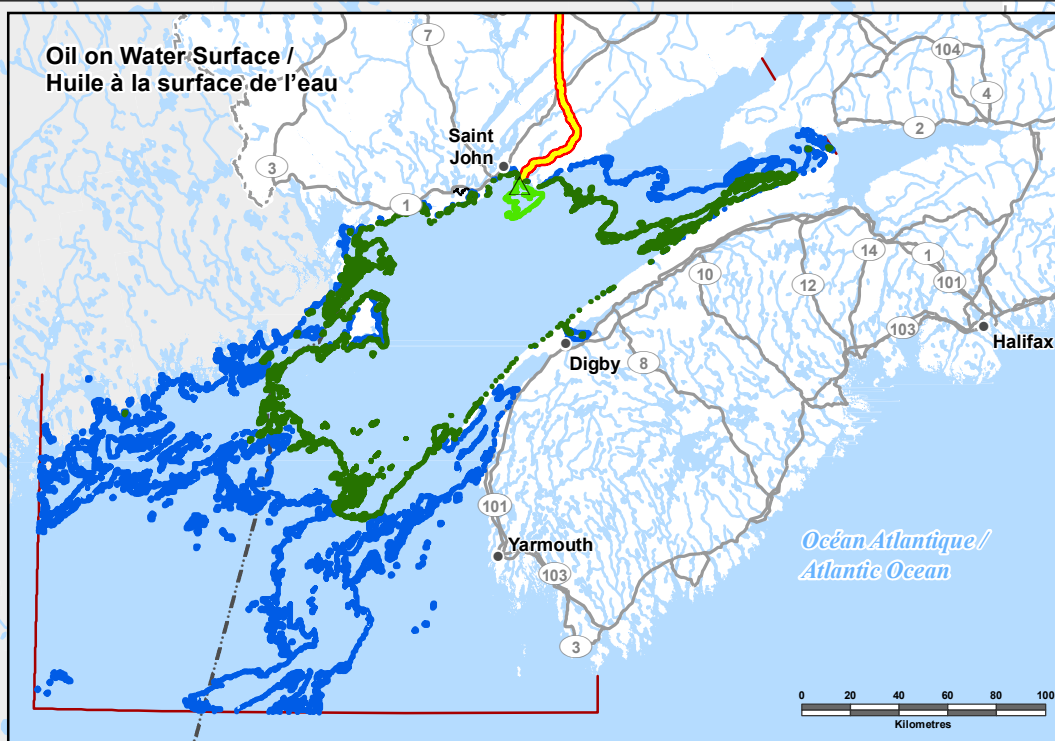 Oil on Water Surface /
Huile à la surface de l'eau
7
104
4
2
Saint
John
3
1
14
1
10
12
101
103
Halifax
Digby
8
101
Yarmouth
103
Océan Atlantique /
Atlantic Ocean
3
0 20 40 60 80 100
Kilometres